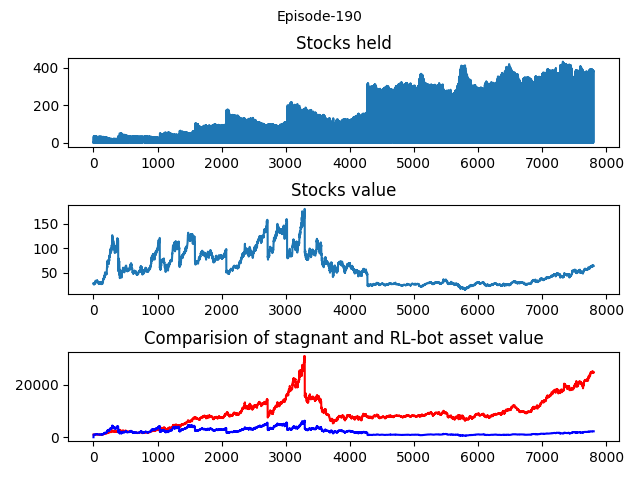 Episode-190
Stocks held
400
200
0
0 1000 2000 3000 4000 5000 6000 7000 8000
Stocks value
150
100
50
0 1000 2000 3000 4000 5000 6000 7000 8000
Comparision of stagnant and RL-bot asset value
20000
0
0 1000 2000 3000 4000 5000 6000 7000 8000